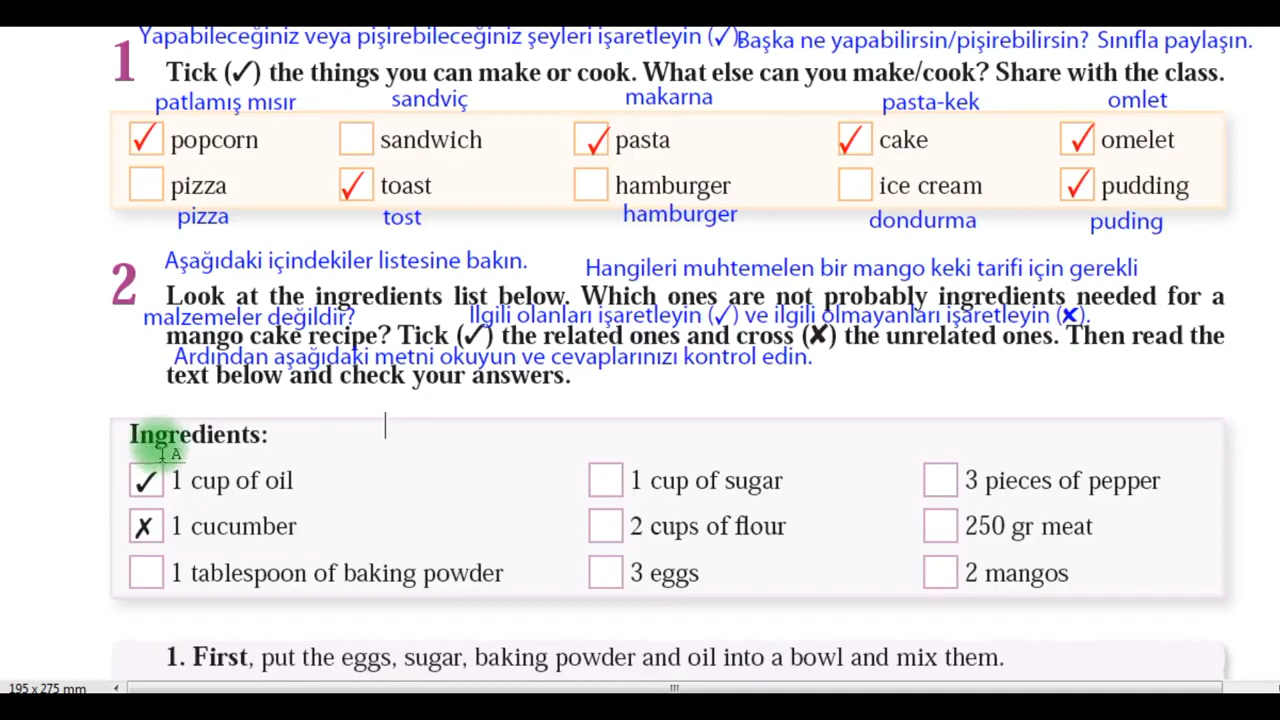 Yapabileceğiniz veya pişirebileceğiniz şeyleri işaretleyin (✓) Başka ne yapabilirsin/pişirebilirsin? Sınıfla paylaşın.
1 Tick (✓) the things you can make or cook. What else can you make/cook? Share with the class.
patlamış mısır sandviç makarna pasta-kek omlet
✓ popcorn sandwich ✓ pasta ✓ cake ✓ omelet
pizza ✓ toast hamburger ice cream ✓ pudding
pizza tost hamburger dondurma puding
Aşağıdaki içindekiler listesine bakın. Hangileri muhtemelen bir mango keki tarifi için gerekli
2 Look at the ingredients list below. Which ones are not probably ingredients needed for a
malzemeler değildir? İlgili olanları işaretleyin (✓) ve ilgili olmayanları işaretleyin (✘).
mango cake recipe? Tick (✓) the related ones and cross (✘) the unrelated ones. Then read the
Ardından aşağıdaki metni okuyun ve cevaplarınızı kontrol edin.
text below and check your answers.
Ingredients:
✓ 1 cup of oil 1 cup of sugar 3 pieces of pepper
✗ 1 cucumber 2 cups of flour 250 gr meat
1 tablespoon of baking powder 3 eggs 2 mangos
1. First, put the eggs, sugar, baking powder and oil into a bowl and mix them.
195 x 275 mm